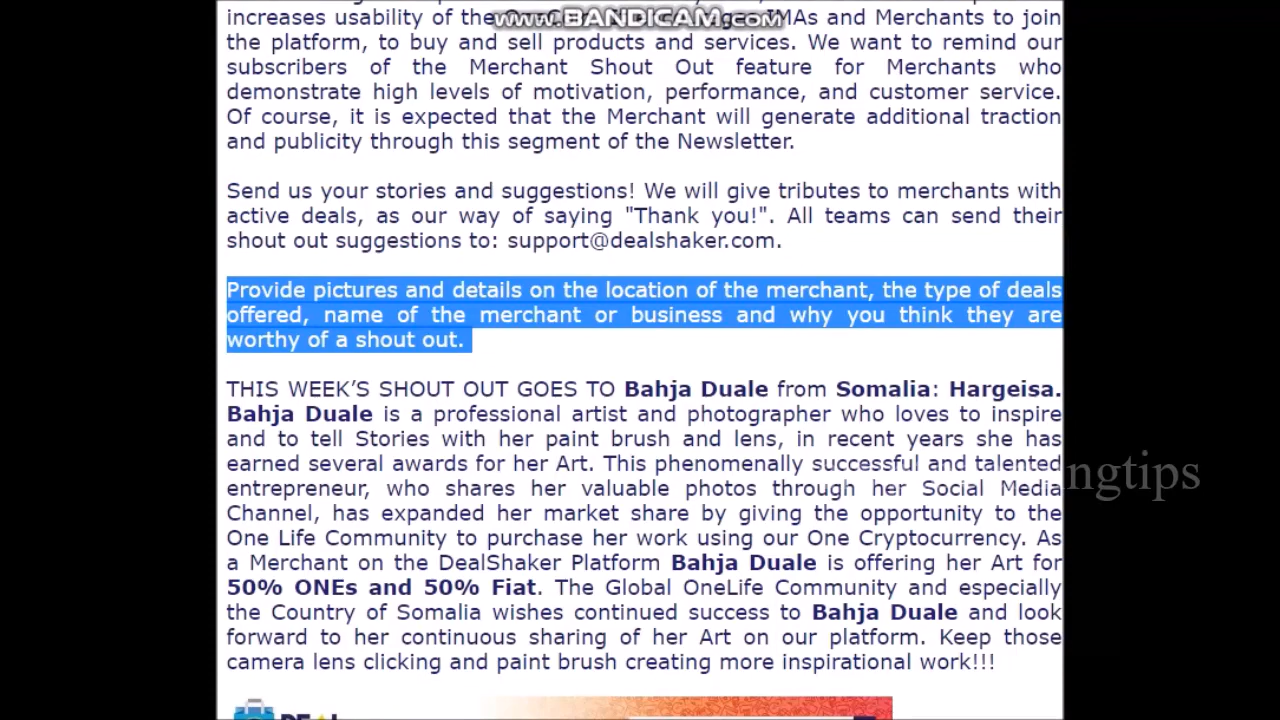 www.BANDICAM.com
increases usability of the IMAs and Merchants to join
the platform, to buy and sell products and services. We want to remind our
subscribers of the Merchant Shout Out feature for Merchants who
demonstrate high levels of motivation, performance, and customer service.
Of course, it is expected that the Merchant will generate additional traction
and publicity through this segment of the Newsletter.
Send us your stories and suggestions! We will give tributes to merchants with
active deals, as our way of saying "Thank you!". All teams can send their
shout out suggestions to: support@dealshaker.com.
Provide pictures and details on the location of the merchant, the type of deals
offered, name of the merchant or business and why you think they are
worthy of a shout out.
THIS WEEK’S SHOUT OUT GOES TO Bahja Duale from Somalia: Hargeisa.
Bahja Duale is a professional artist and photographer who loves to inspire
and to tell Stories with her paint brush and lens, in recent years she has
earned several awards for her Art. This phenomenally successful and talented
entrepreneur, who shares her valuable photos through her Social Media
Channel, has expanded her market share by giving the opportunity to the
One Life Community to purchase her work using our One Cryptocurrency. As
a Merchant on the DealShaker Platform Bahja Duale is offering her Art for
50% ONEs and 50% Fiat. The Global OneLife Community and especially
the Country of Somalia wishes continued success to Bahja Duale and look
forward to her continuous sharing of her Art on our platform. Keep those
camera lens clicking and paint brush creating more inspirational work!!!
ngtips